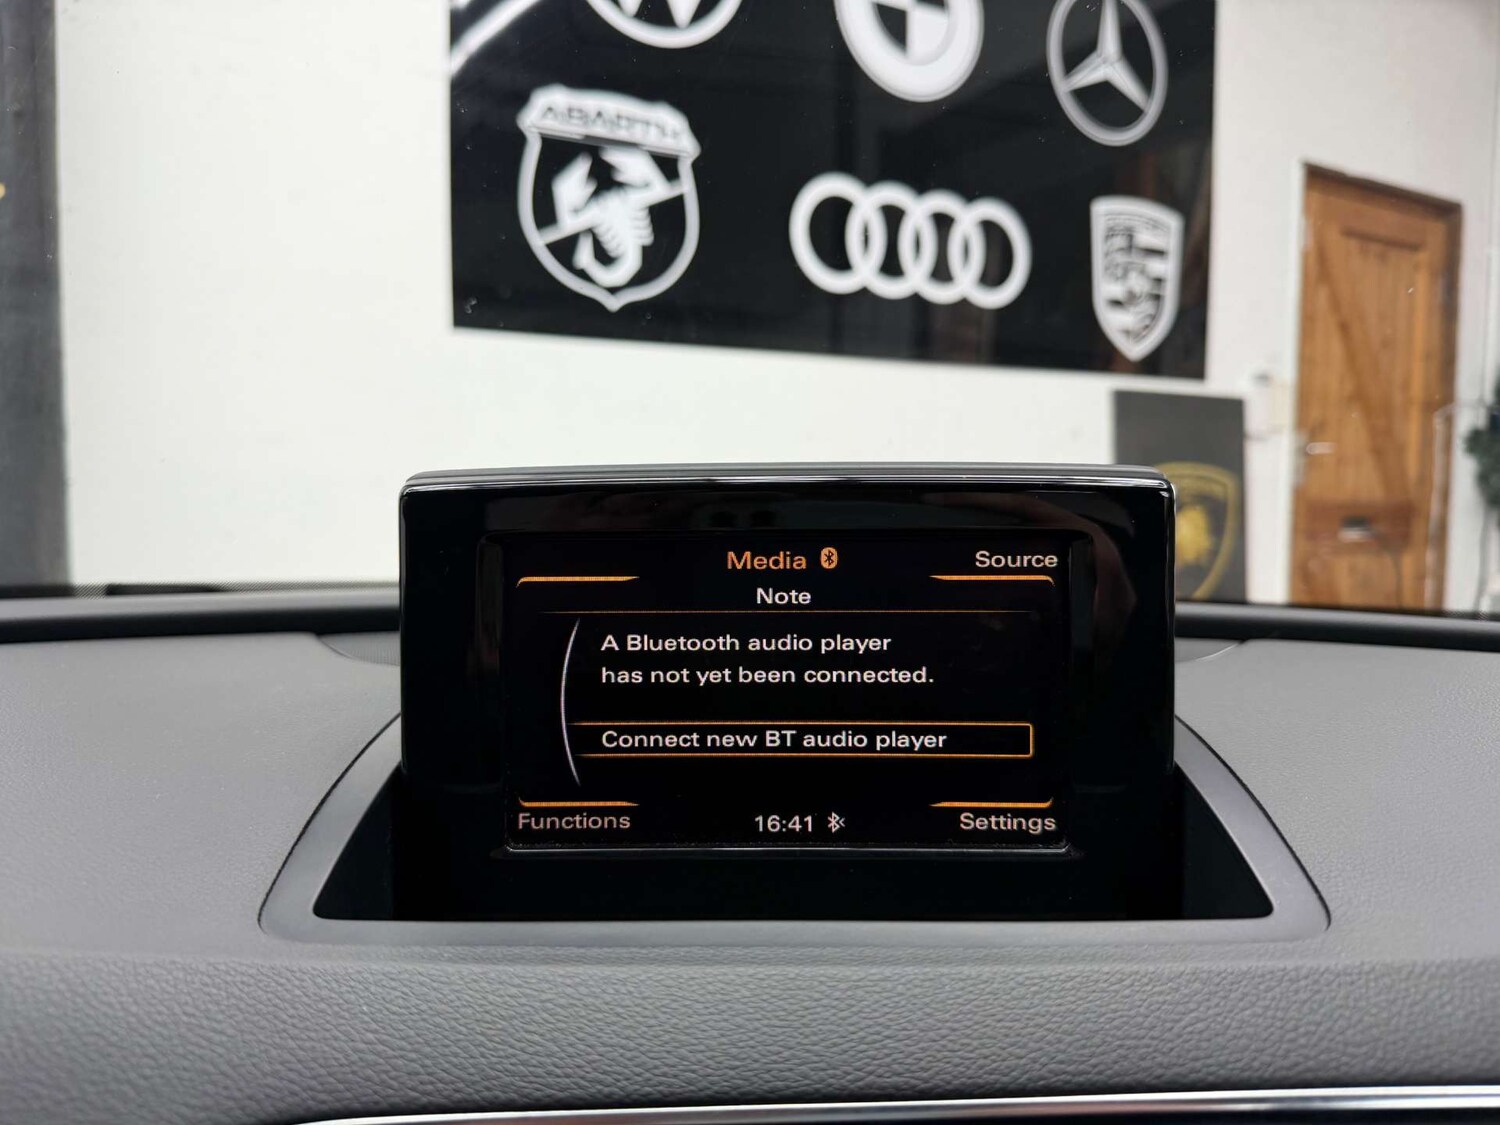 ABARTH
Media
Source
Note
A Bluetooth audio player
has not yet been connected.
Connect new BT audio player
Functions
16:41
Settings